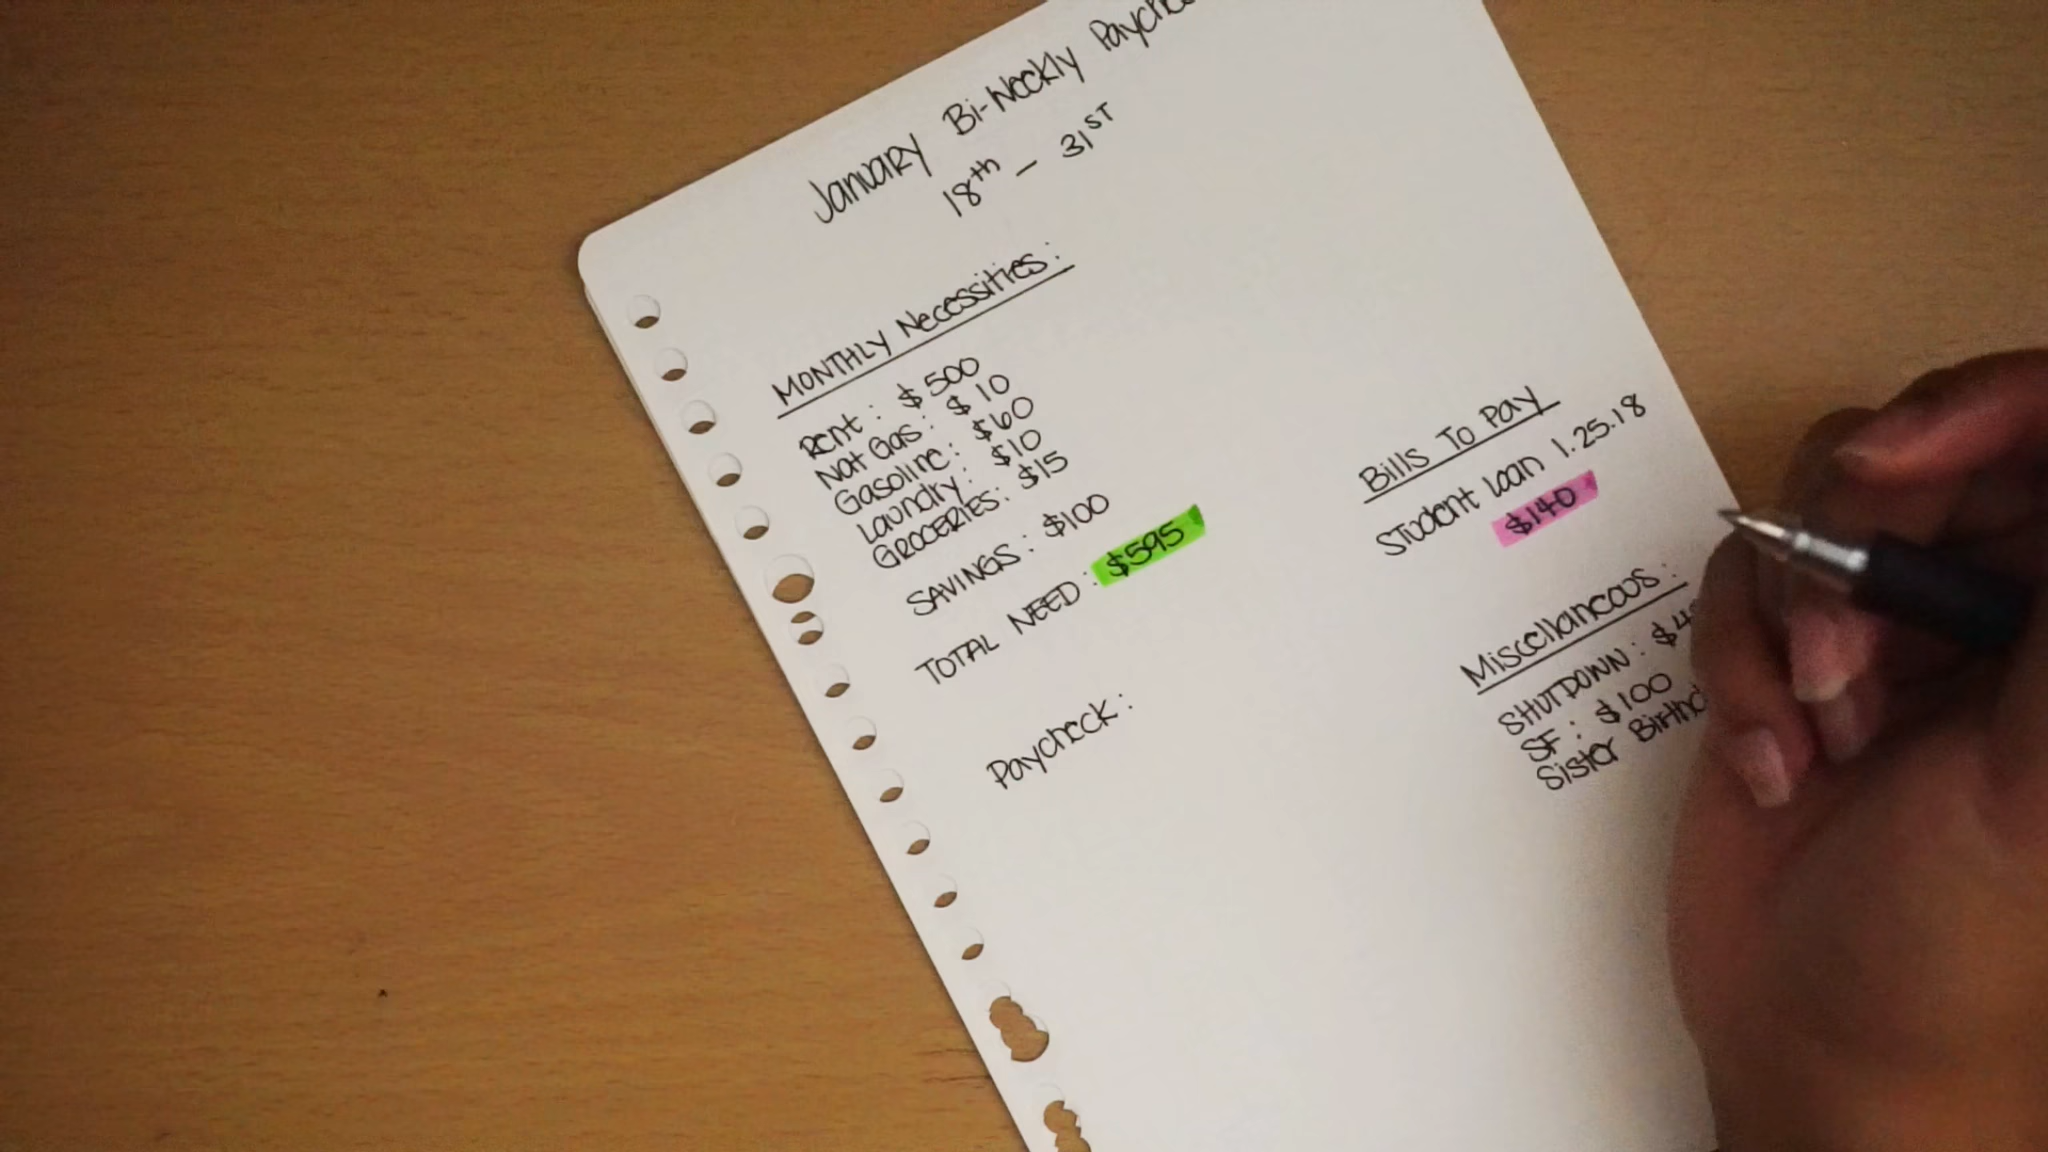 January Bi-Weekly
18th - 31ST
MONTHLY Necessities:
Rent: $500
Nat Gas: $10
Gasoline: $60
Laundry: $10
GROCERIES: $15
SAVINGS: $100
TOTAL NEED: $595
Paycheck:
Bills To Pay
Student Loan 1.25.18
$140
Miscellaneous:
SHUTDOWN:
SF: $100
Sister